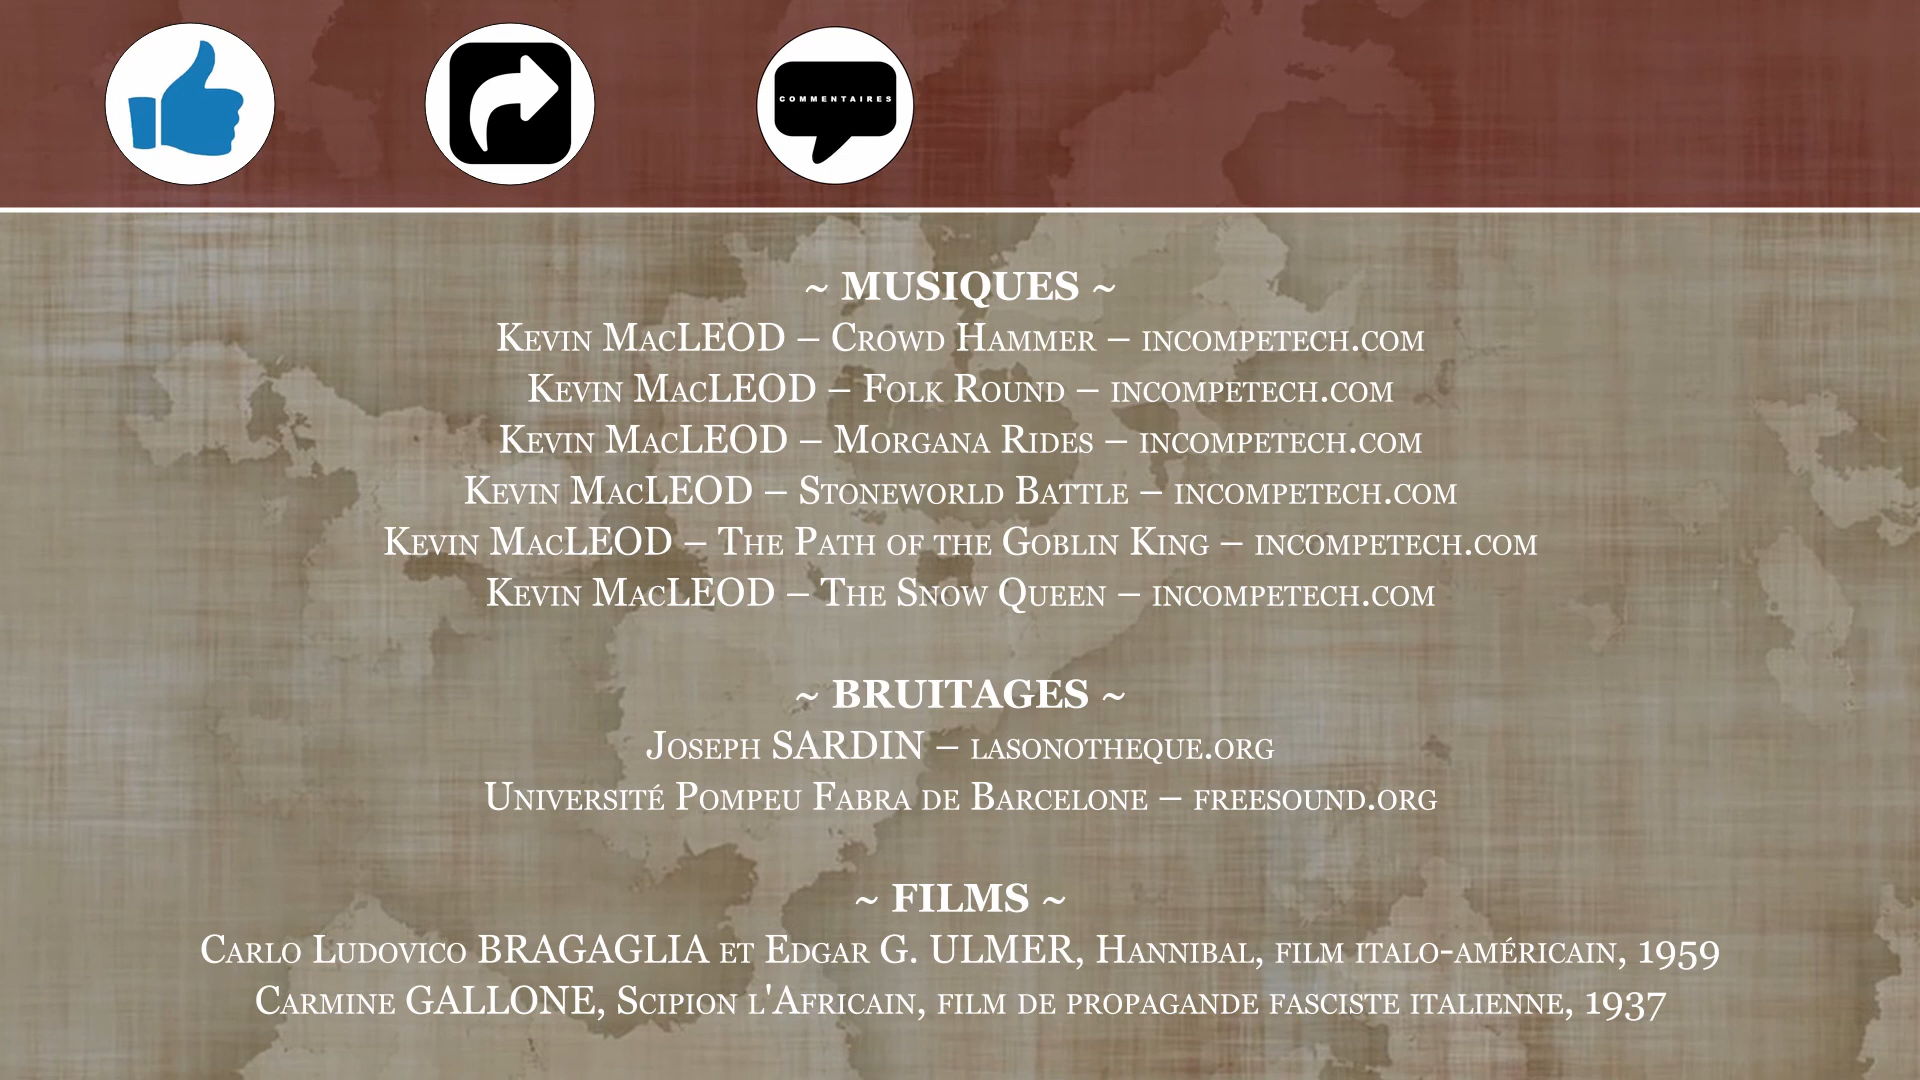 COMMENTAIRES
~ MUSIQUES ~
Kevin MacLEOD – Crowd Hammer – incompetech.com
Kevin MacLEOD – Folk Round – incompetech.com
Kevin MacLEOD – Morgana Rides – incompetech.com
Kevin MacLEOD – Stoneworld Battle – incompetech.com
Kevin MacLEOD – The Path of the Goblin King – incompetech.com
Kevin MacLEOD – The Snow Queen – incompetech.com
~ BRUITAGES ~
Joseph SARDIN – lasonotheque.org
Université Pompeu Fabra de Barcelone – freesound.org
~ FILMS ~
Carlo Ludovico BRAGAGLIA et Edgar G. ULMER, Hannibal, film italo-américain, 1959
Carmine GALLONE, Scipion l'Africain, film de propagande fasciste italienne, 1937